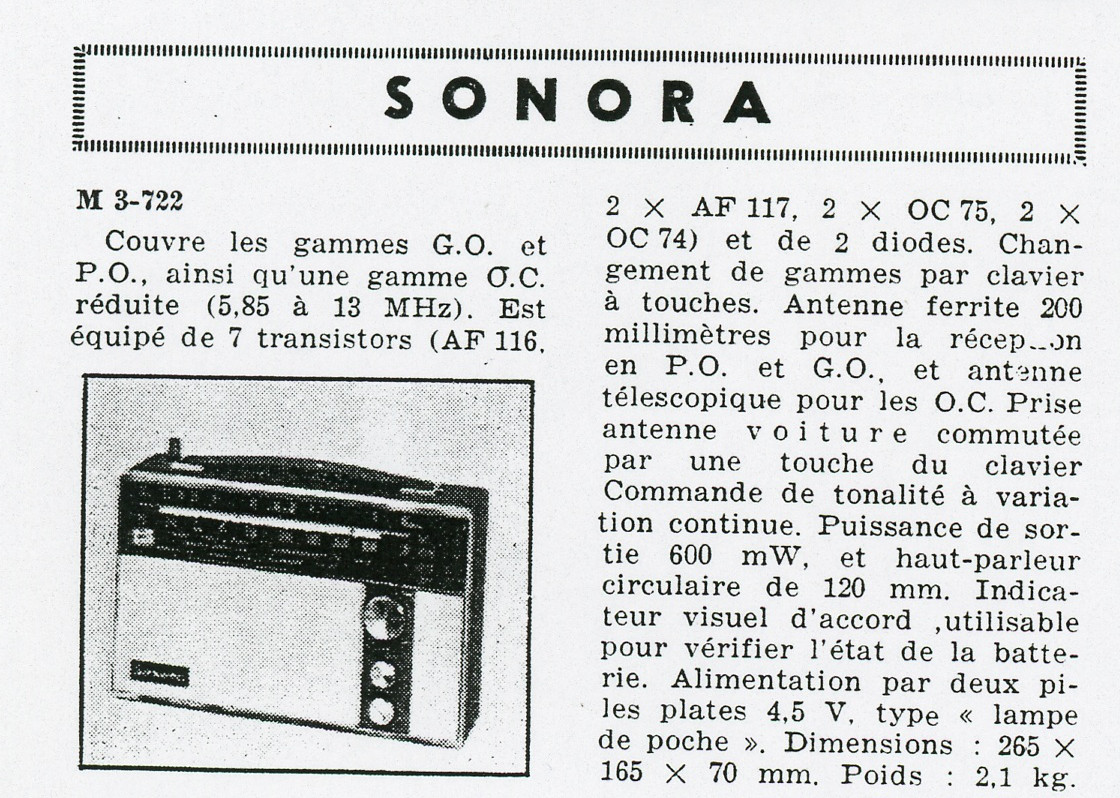 SONORA
M 3-722
Couvre les gammes G.O. et
P.O., ainsi qu'une gamme O.C.
réduite (5,85 à 13 MHz). Est
équipé de 7 transistors (AF 116,
2 × AF 117, 2 × OC 75, 2 ×
OC 74) et de 2 diodes. Chan-
gement de gammes par clavier
à touches. Antenne ferrite 200
millimètres pour la
en P.O. et G.O., et antenne
télescopique pour les O.C. Prise
antenne voiture commutée
par une touche du clavier
Commande de tonalité à varia-
tion continue. Puissance de sor-
tie 600 mW, et haut-parleur
circulaire de 120 mm. Indica-
teur visuel d'accord ,utilisable
pour vérifier l'état de la batte-
rie. Alimentation par deux pi-
les plates 4,5 V, type « lampe
de poche ». Dimensions : 265 ×
165 × 70 mm. Poids : 2,1 kg.